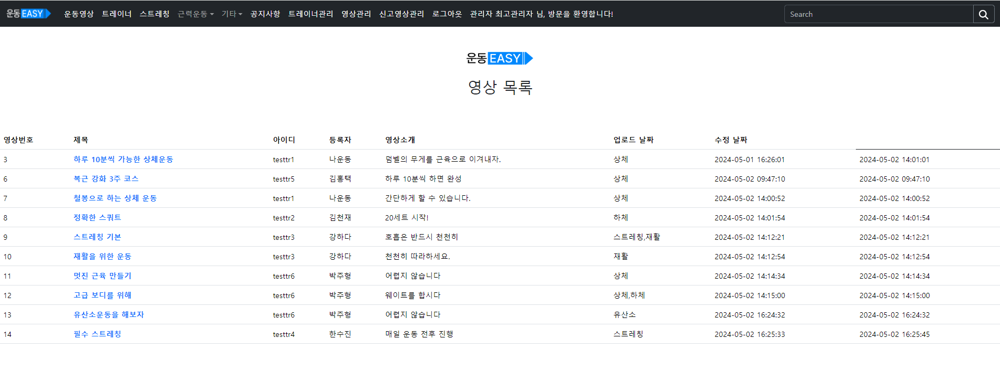 운동EASY 운동영상 트레이너 스트레칭 근력운동 기타 공지사항 트레이너관리 영상관리 신고영상관리 로그아웃 관리자 최고관리자 님, 방문을 환영합니다! Search
운동EASY
영상 목록
영상번호 제목 아이디 등록자 영상소개 업로드 날짜 수정 날짜
3 하루 10분씩 가능한 상체운동 testtr1 나운동 덤벨의 무게를 근육으로 이겨내자. 상체 2024-05-01 16:26:01 2024-05-02 14:01:01
6 복근 강화 3주 코스 testtr5 김홍택 하루 10분씩 하면 완성 상체 2024-05-02 09:47:10 2024-05-02 09:47:10
7 철봉으로 하는 상체 운동 testtr1 나운동 간단하게 할 수 있습니다. 상체 2024-05-02 14:00:52 2024-05-02 14:00:52
8 정확한 스쿼트 testtr2 김천재 20세트 시작! 하체 2024-05-02 14:01:54 2024-05-02 14:01:54
9 스트레칭 기본 testtr3 강하다 호흡은 반드시 천천히 스트레칭,재활 2024-05-02 14:12:21 2024-05-02 14:12:21
10 재활을 위한 운동 testtr3 강하다 천천히 따라하세요. 재활 2024-05-02 14:12:54 2024-05-02 14:12:54
11 멋진 근육 만들기 testtr6 박주형 어렵지 않습니다 상체 2024-05-02 14:14:34 2024-05-02 14:14:34
12 고급 보디를 위해 testtr6 박주형 웨이트를 합시다 상체,하체 2024-05-02 14:15:00 2024-05-02 14:15:00
13 유산소운동을 해보자 testtr6 박주형 어렵지 않습니다 유산소 2024-05-02 16:24:32 2024-05-02 16:24:32
14 필수 스트레칭 testtr4 한수진 매일 운동 전후 진행 스트레칭 2024-05-02 16:25:33 2024-05-02 16:25:45